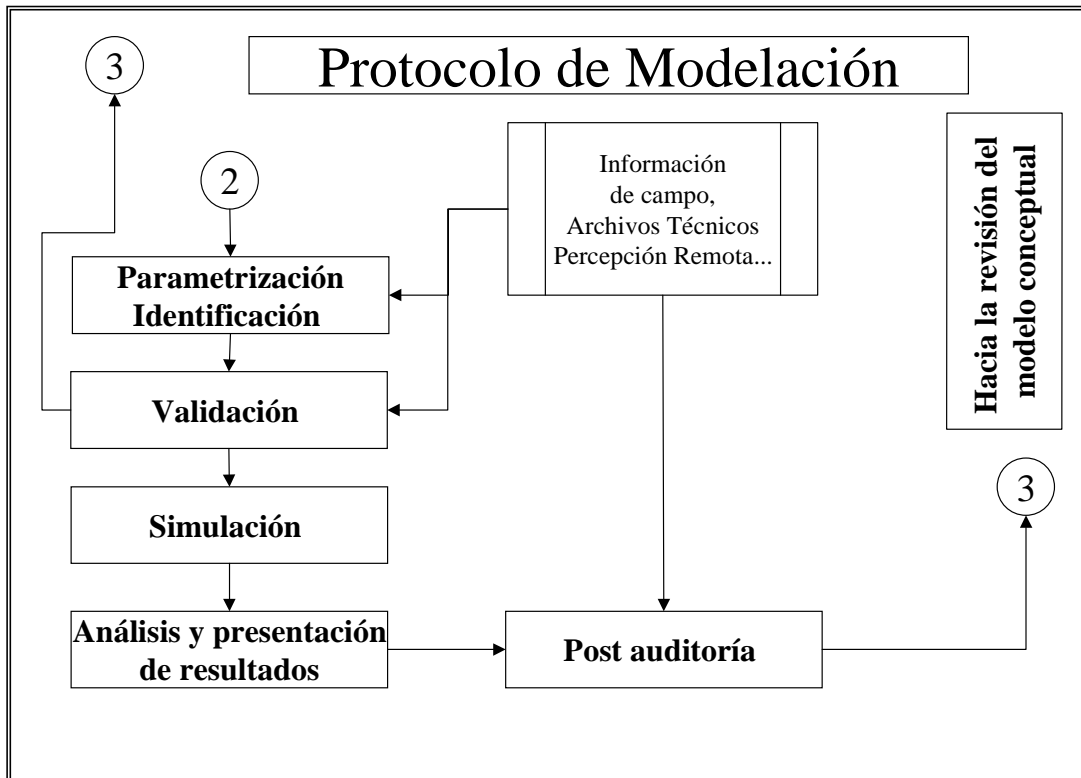 Protocolo de Modelación
3
2
Información
de campo,
Archivos Técnicos
Percepción Remota...
Parametrización
Identificación
Validación
Simulación
Análisis y presentación
de resultados
Post auditoría
Hacia la revisión del
modelo conceptual
3